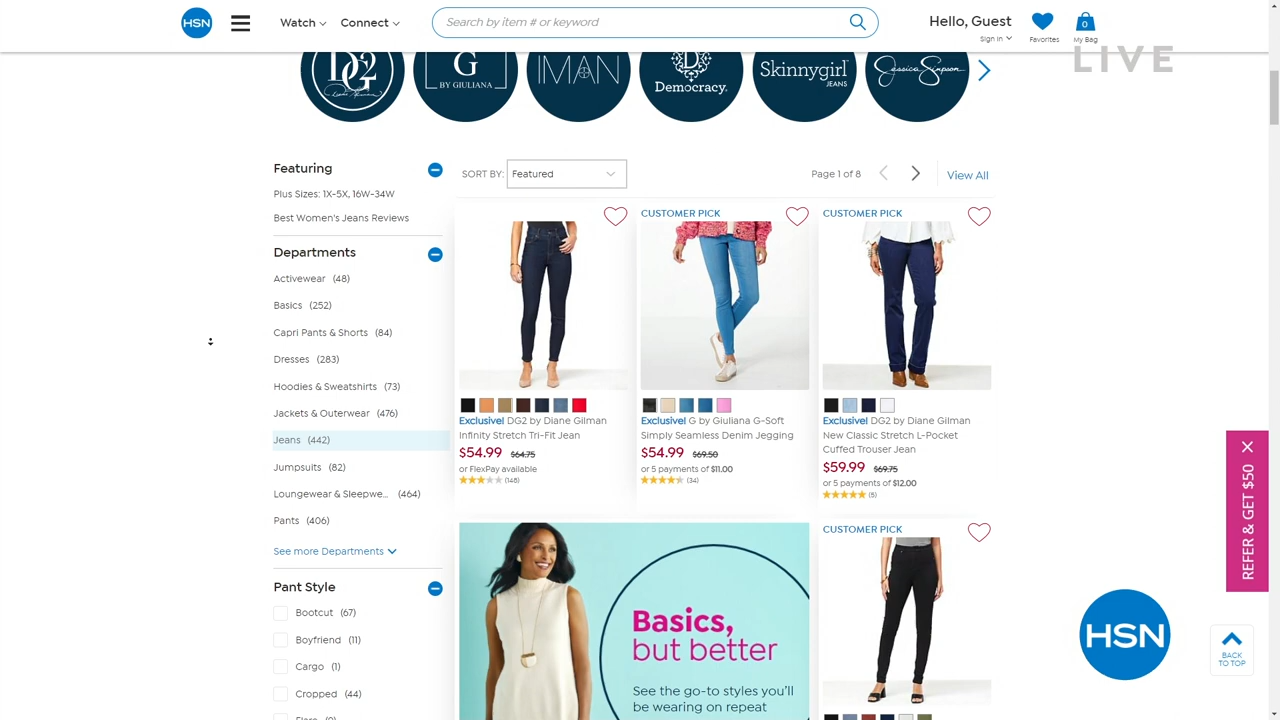 HSN
Watch
Connect
Search by item # or keyword
Hello, Guest
Sign In
Favorites
0
My Bag
LIVE
DG2
Diane Gilman
G
BY GIULIANA
IMAN
Democracy.
Skinnygirl
JEANS
Jessica Simpson
Featuring
Plus Sizes: 1X-5X, 16W-34W
Best Women's Jeans Reviews
Departments
Activewear (48)
Basics (252)
Capri Pants & Shorts (84)
Dresses (283)
Hoodies & Sweatshirts (73)
Jackets & Outerwear (476)
Jeans (442)
Jumpsuits (82)
Loungewear & Sleepwe... (464)
Pants (406)
See more Departments
Pant Style
Bootcut (67)
Boyfriend (11)
Cargo (1)
Cropped (44)
SORT BY: Featured
Page 1 of 8
View All
Exclusive! DG2 by Diane Gilman
Infinity Stretch Tri-Fit Jean
$54.99 $64.75
or FlexPay available
(148)
CUSTOMER PICK
Exclusive! G by Giuliana G-Soft
Simply Seamless Denim Jegging
$54.99 $69.50
or 5 payments of $11.00
(34)
CUSTOMER PICK
Exclusive! DG2 by Diane Gilman
New Classic Stretch L-Pocket
Cuffed Trouser Jean
$59.99 $69.75
or 5 payments of $12.00
(5)
Basics,
but better
See the go-to styles you'll
be wearing on repeat
CUSTOMER PICK
REFER & GET $50
HSN
BACK
TO TOP